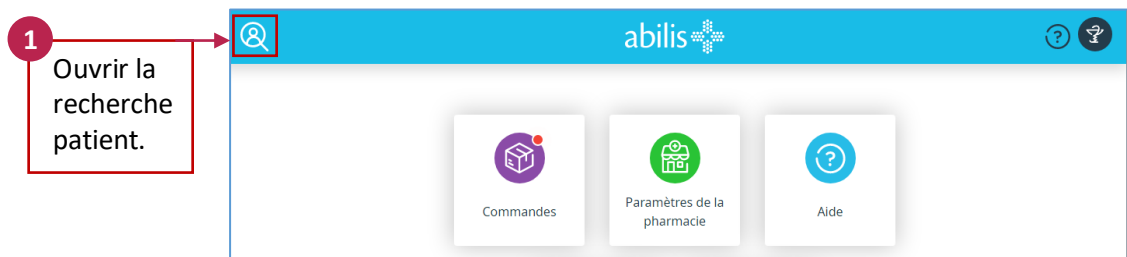 1
Ouvrir la
recherche
patient.
abilis
?
Commandes
Paramètres de la
pharmacie
?
Aide